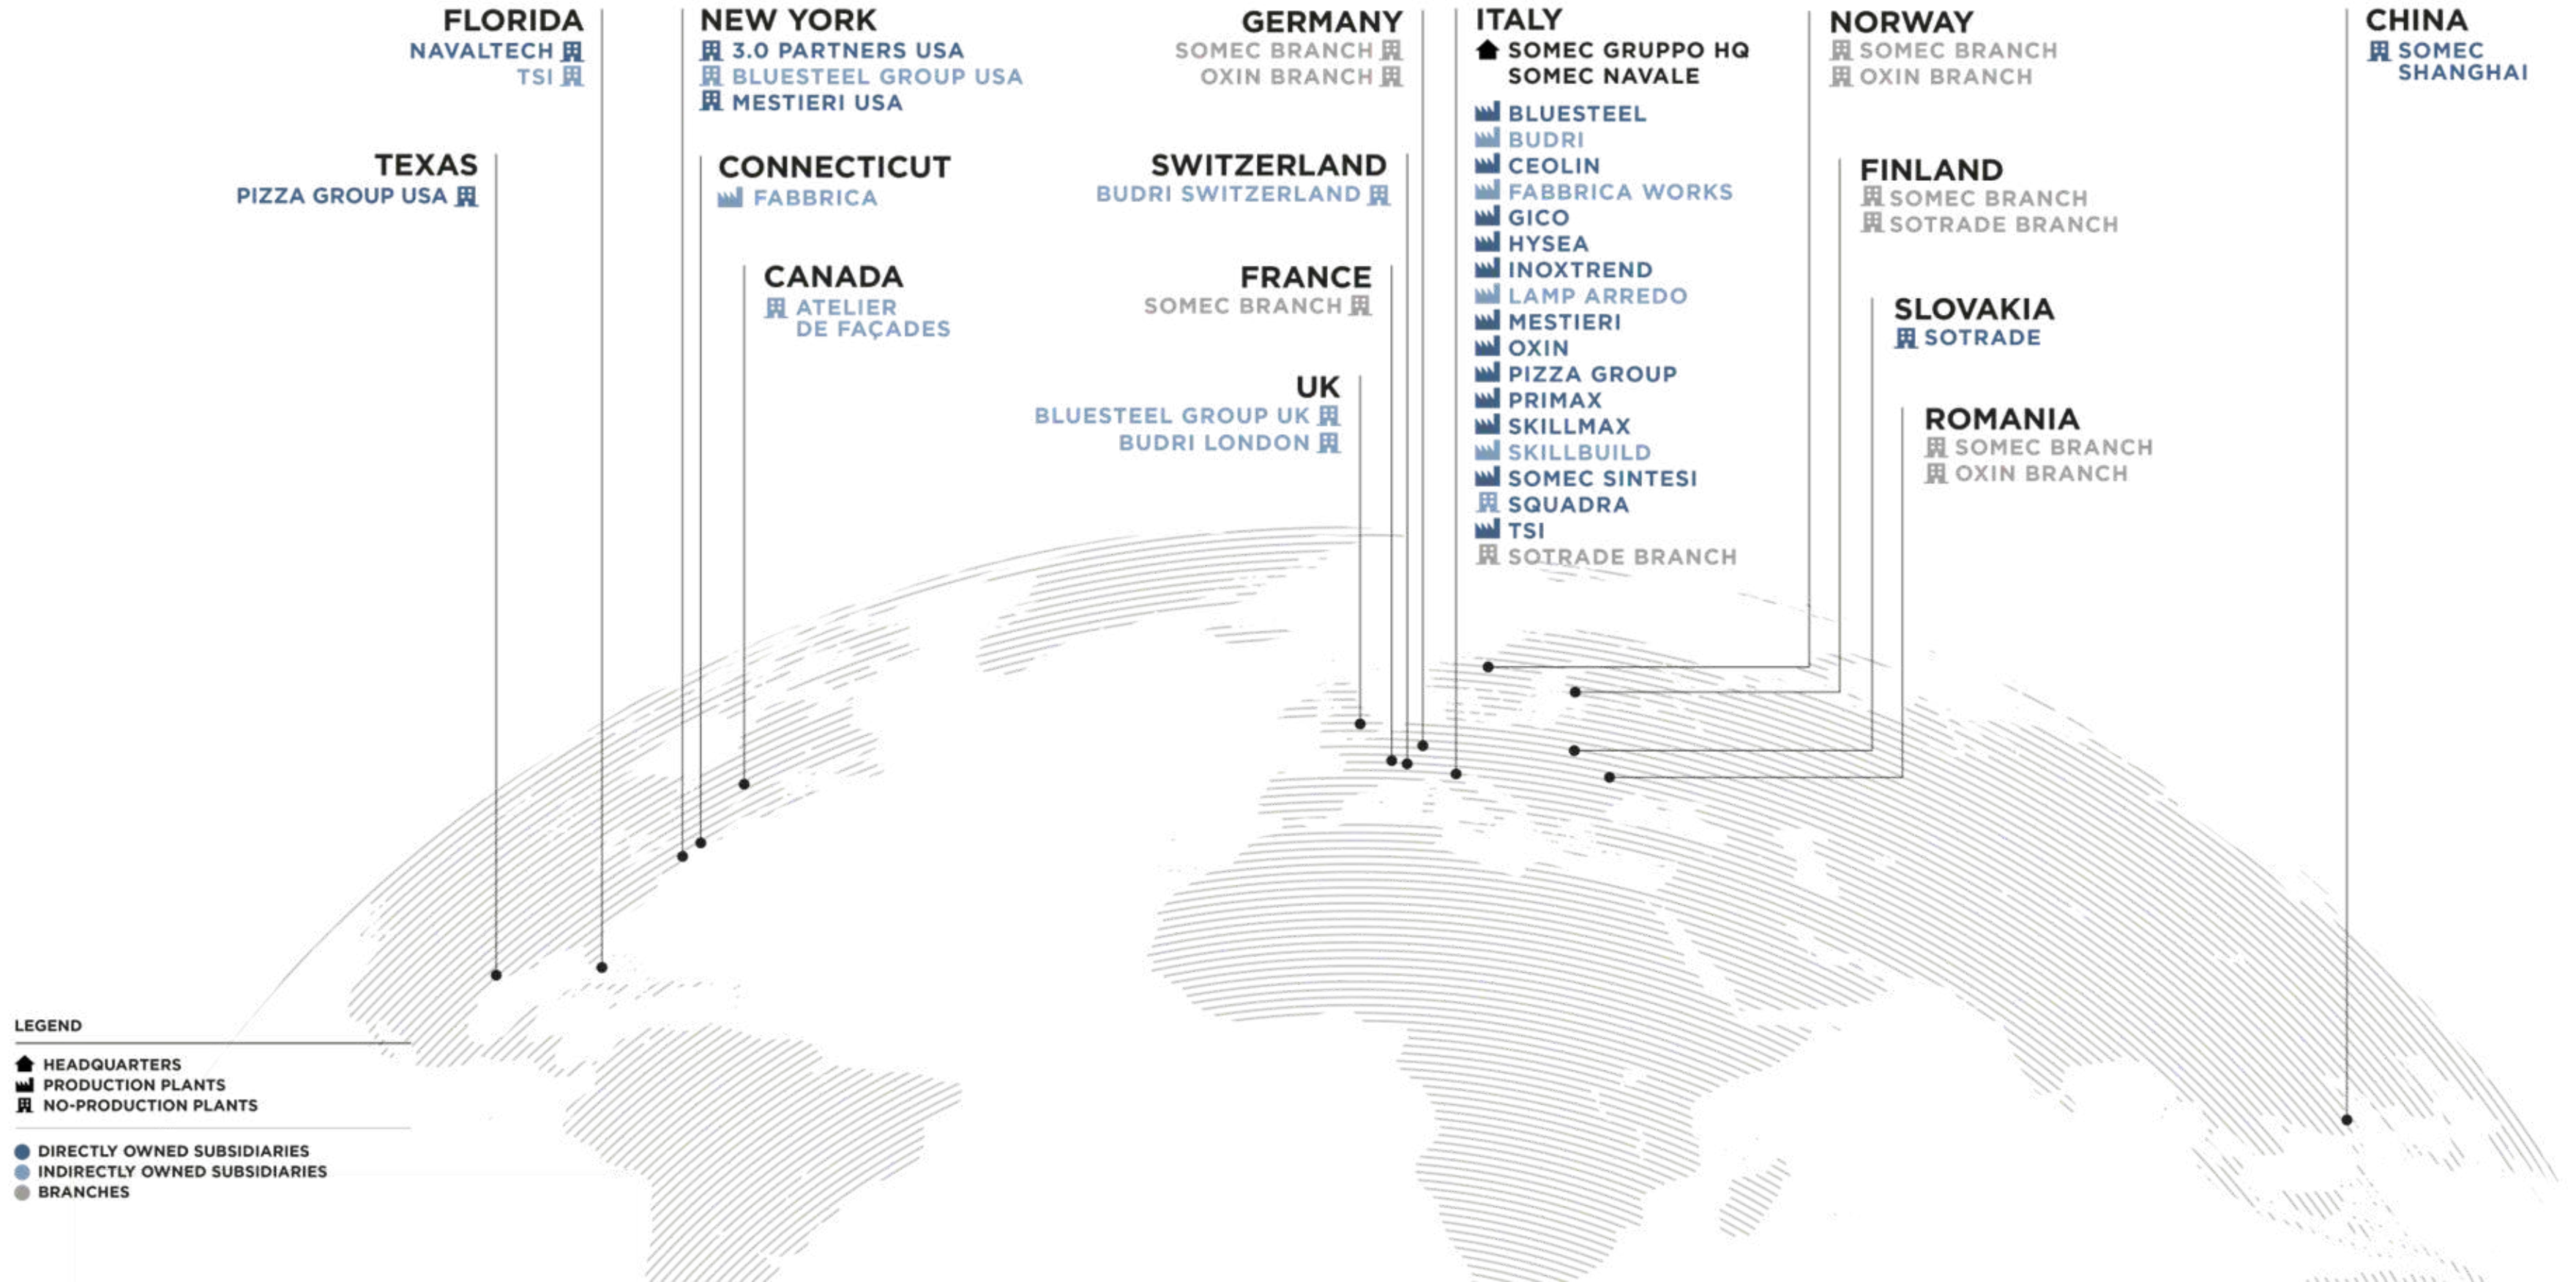 FLORIDA
NAVALTECH
TSI
TEXAS
PIZZA GROUP USA
NEW YORK
3.0 PARTNERS USA
BLUESTEEL GROUP USA
MESTIERI USA
CONNECTICUT
FABBRICA
CANADA
ATELIER
DE FAÇADES
GERMANY
SOMEC BRANCH
OXIN BRANCH
SWITZERLAND
BUDRI SWITZERLAND
FRANCE
SOMEC BRANCH
UK
BLUESTEEL GROUP UK
BUDRI LONDON
ITALY
SOMEC GRUPPO HQ
SOMEC NAVALE
BLUESTEEL
BUDRI
CEOLIN
FABBRICA WORKS
GICO
HYSEA
INOXTREND
LAMP ARREDO
MESTIERI
OXIN
PIZZA GROUP
PRIMAX
SKILLMAX
SKILLBUILD
SOMEC SINTESI
SQUADRA
TSI
SOTRADE BRANCH
NORWAY
SOMEC BRANCH
OXIN BRANCH
FINLAND
SOMEC BRANCH
SOTRADE BRANCH
SLOVAKIA
SOTRADE
ROMANIA
SOMEC BRANCH
OXIN BRANCH
CHINA
SOMEC
SHANGHAI
LEGEND
HEADQUARTERS
PRODUCTION PLANTS
NO-PRODUCTION PLANTS
DIRECTLY OWNED SUBSIDIARIES
INDIRECTLY OWNED SUBSIDIARIES
BRANCHES